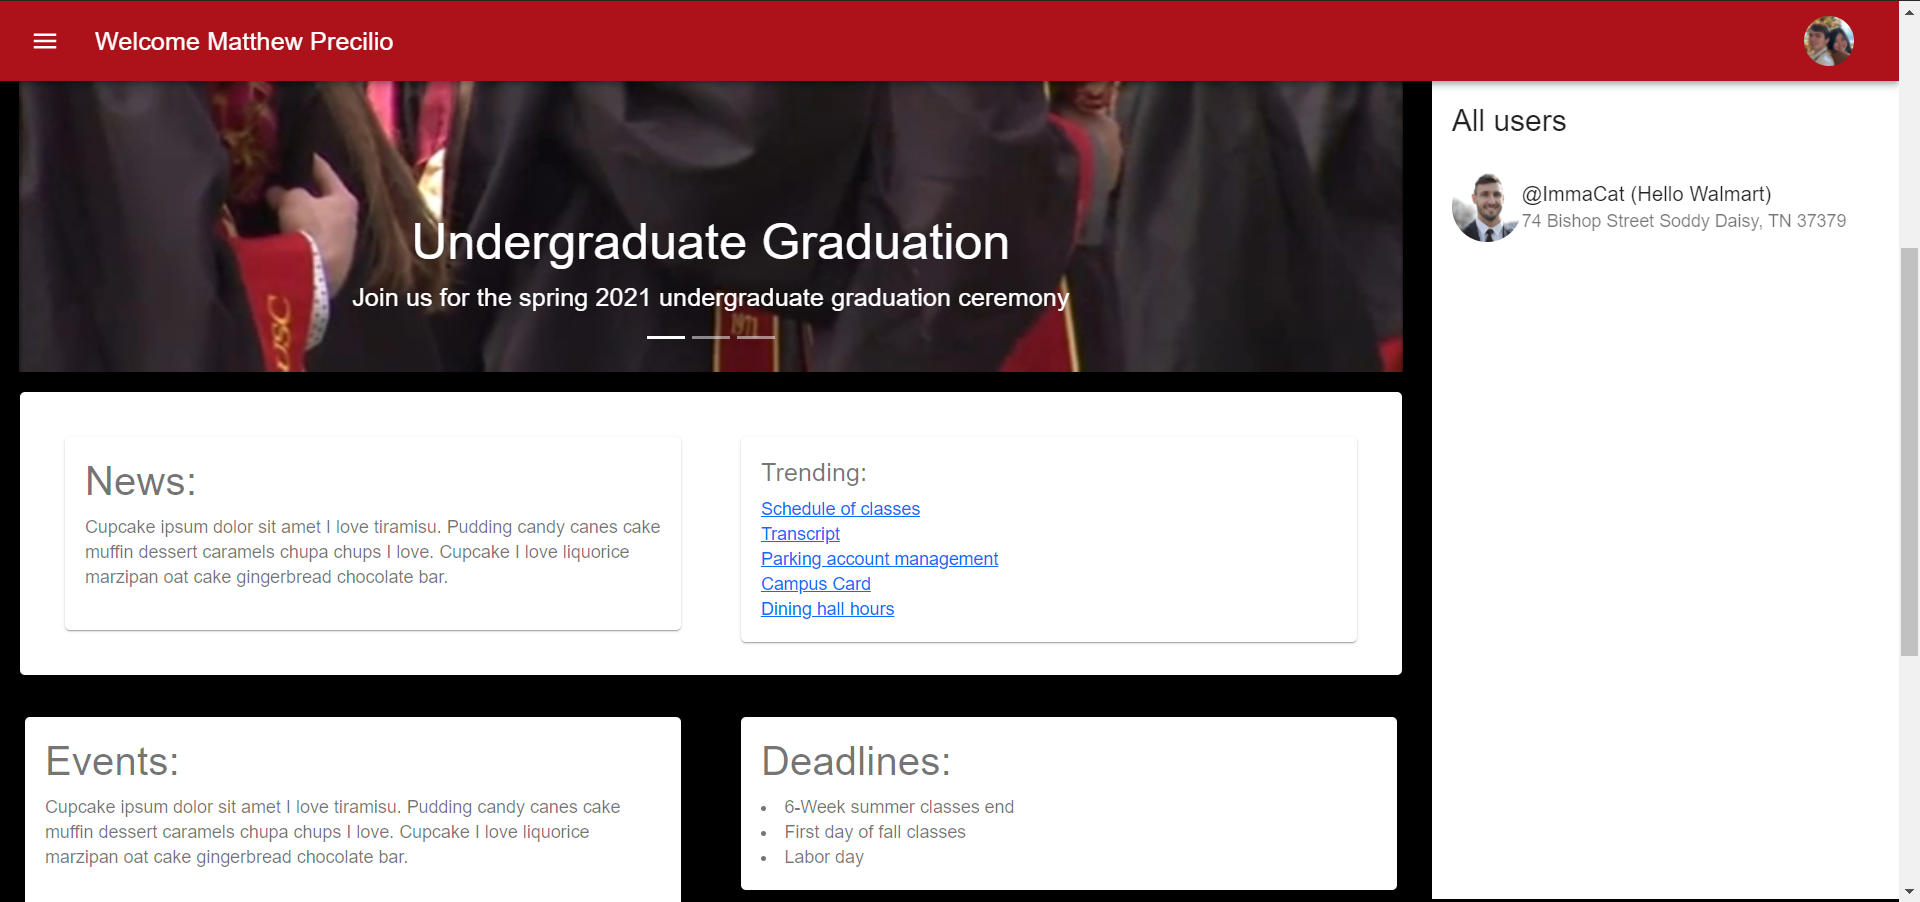 Welcome Matthew Precilio
Undergraduate Graduation
Join us for the spring 2021 undergraduate graduation ceremony
USC
1971
All users
@ImmaCat (Hello Walmart)
74 Bishop Street Soddy Daisy, TN 37379
News:
Cupcake ipsum dolor sit amet I love tiramisu. Pudding candy canes cake
muffin dessert caramels chupa chups I love. Cupcake I love liquorice
marzipan oat cake gingerbread chocolate bar.
Trending:
Schedule of classes
Transcript
Parking account management
Campus Card
Dining hall hours
Events:
Cupcake ipsum dolor sit amet I love tiramisu. Pudding candy canes cake
muffin dessert caramels chupa chups I love. Cupcake I love liquorice
marzipan oat cake gingerbread chocolate bar.
Deadlines:
• 6-Week summer classes end
• First day of fall classes
• Labor day